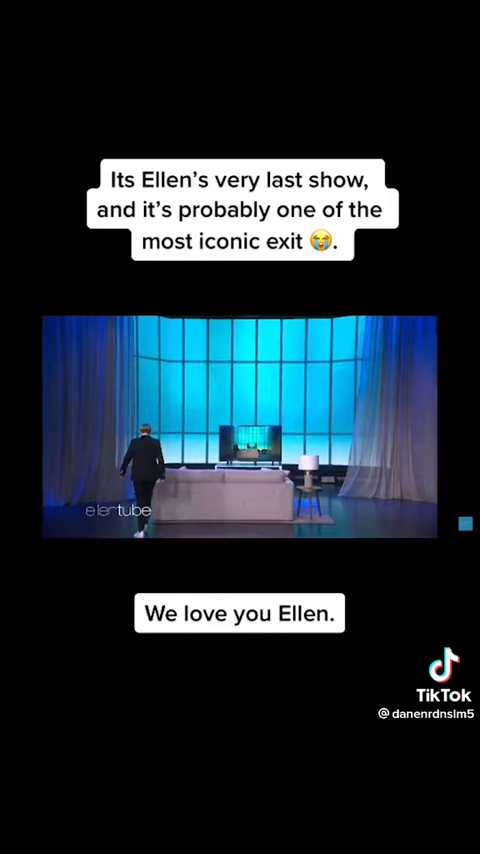 Its Ellen's very last show,
and it's probably one of the
most iconic exit 😭.
ellentube
We love you Ellen.
TikTok
@danenrdnslm5